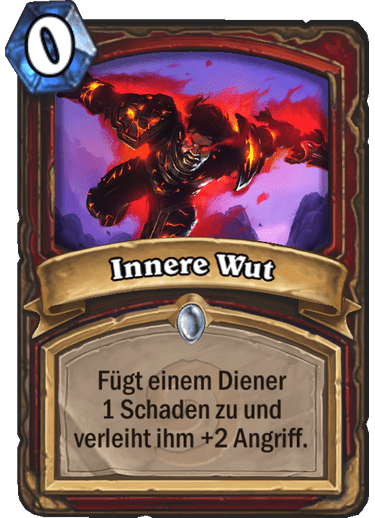 0
Innere Wut
Fügt einem Diener
1 Schaden zu und
verleiht ihm +2 Angriff.